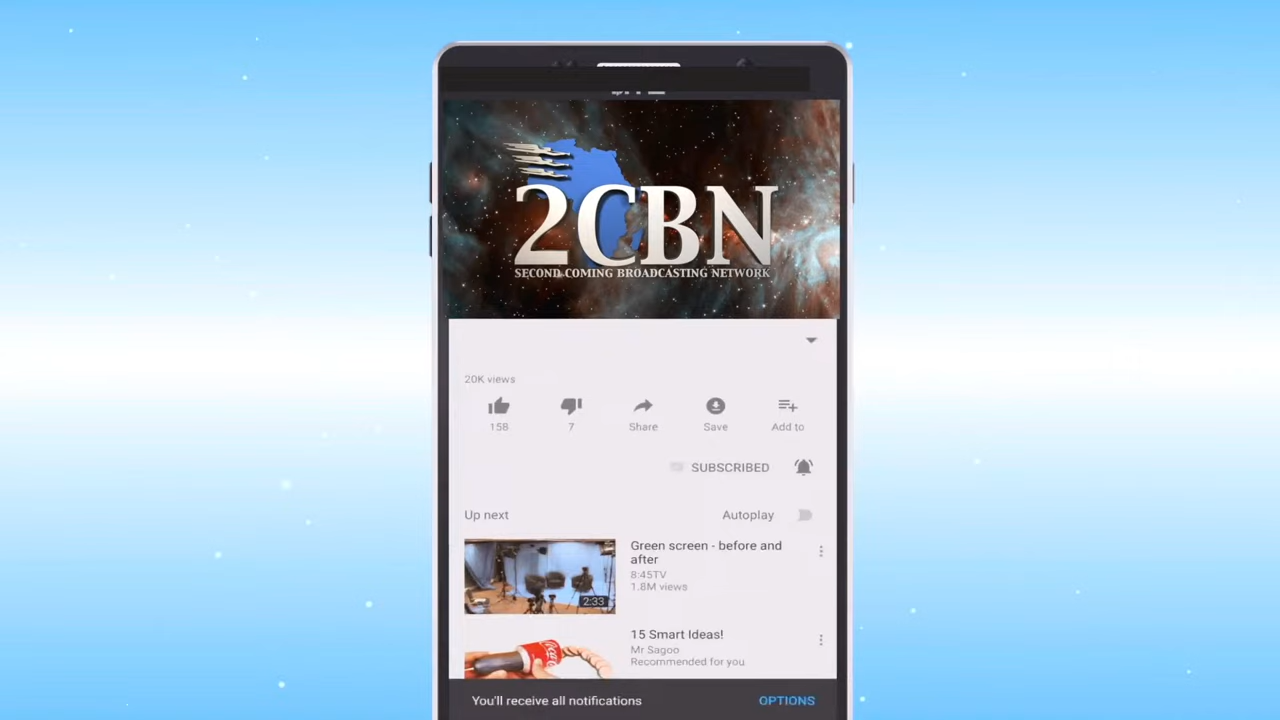 2CBN
SECOND COMING BROADCASTING NETWORK
20K views
158
7
Share
Save
Add to
SUBSCRIBED
Up next
Autoplay
Green screen - before and
after
8:45TV
1.8M views
2:33
15 Smart Ideas!
Mr Sagoo
Recommended for you
You'll receive all notifications
OPTIONS